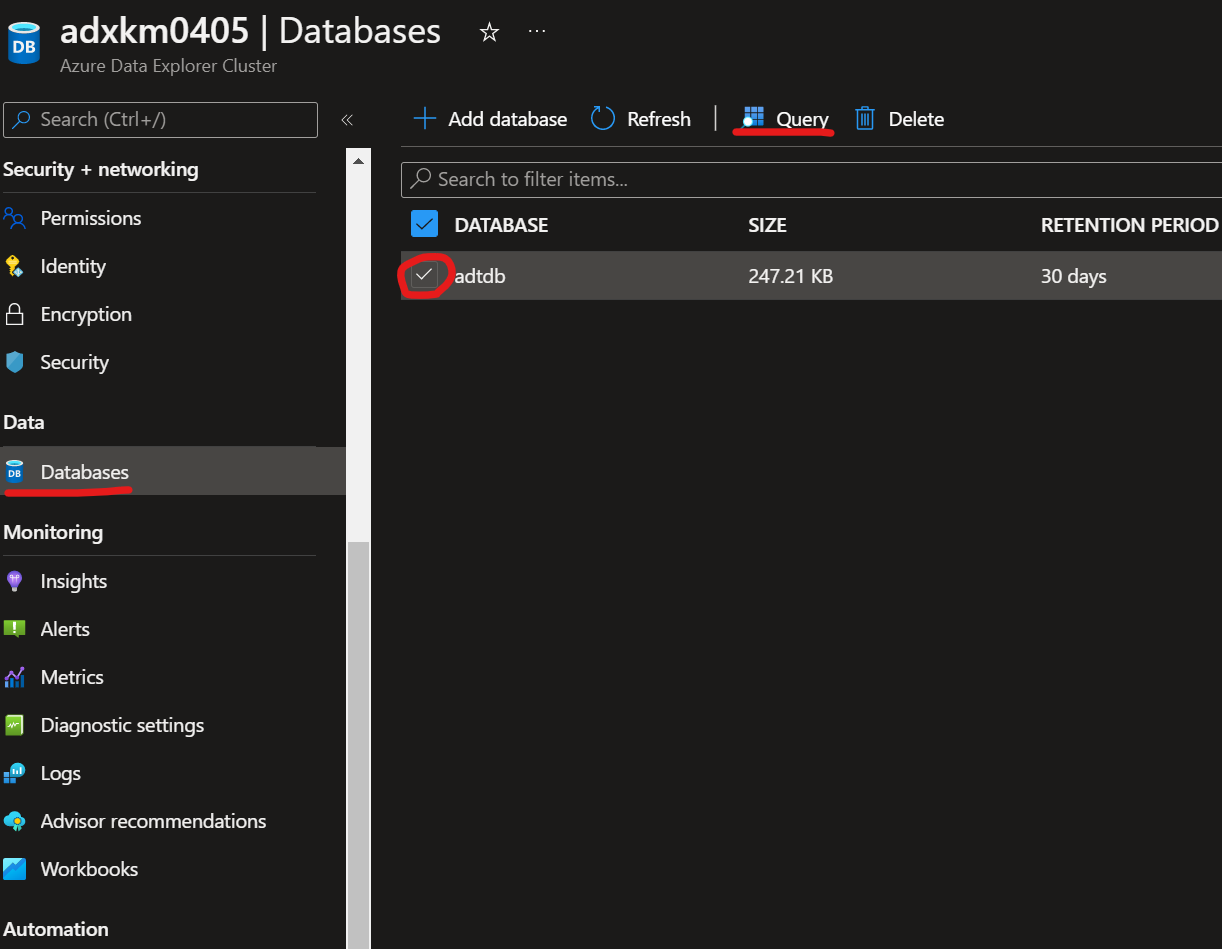 adxkm0405 | Databases
Azure Data Explorer Cluster
Search (Ctrl+/)
Security + networking
Permissions
Identity
Encryption
Security
Data
Databases
Monitoring
Insights
Alerts
Metrics
Diagnostic settings
Logs
Advisor recommendations
Workbooks
Automation
Add database Refresh | Query Delete
Search to filter items...
DATABASE SIZE RETENTION PERIOD
adtdb 247.21 KB 30 days
DB
DB